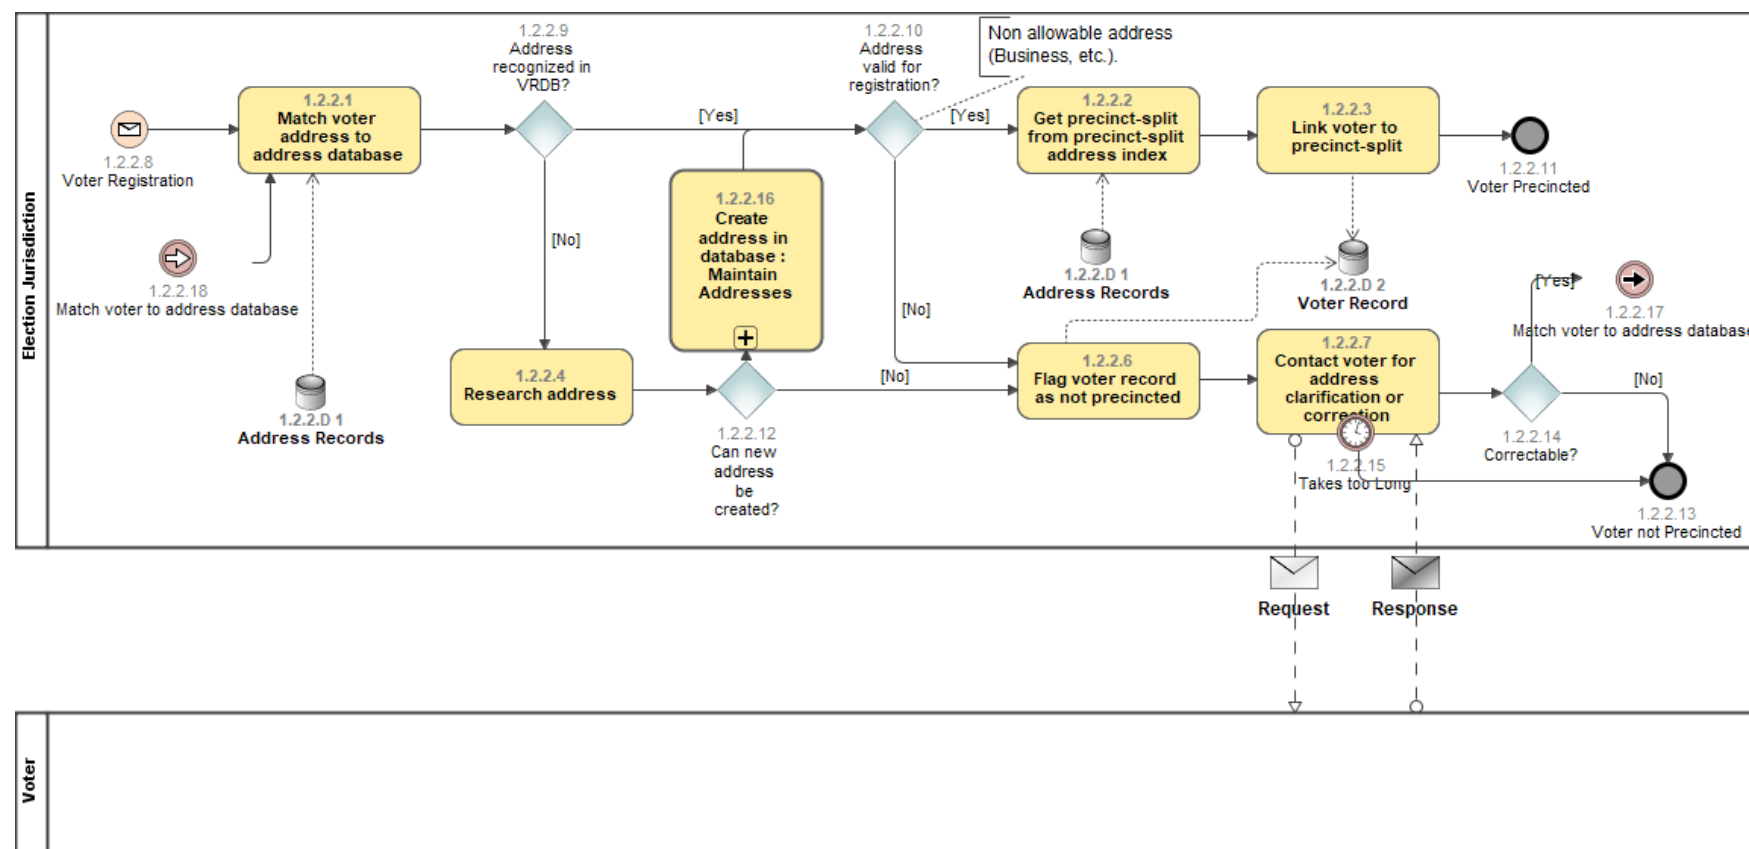 Election Jurisdiction
1.2.2.8
Voter Registration
1.2.2.1
Match voter
address to
address database
1.2.2.18
Match voter to address database
1.2.2.D 1
Address Records
1.2.2.9
Address
recognized in
VRDB?
[Yes]
[No]
1.2.2.4
Research address
1.2.2.16
Create
address in
database :
Maintain
Addresses
1.2.2.12
Can new
address
be
created?
[No]
1.2.2.10
Address
valid for
registration?
Non allowable address
(Business, etc.).
[Yes]
[No]
1.2.2.2
Get precinct-split
from precinct-split
address index
1.2.2.D 1
Address Records
1.2.2.3
Link voter to
precinct-split
1.2.2.11
Voter Precincted
1.2.2.D 2
Voter Record
1.2.2.6
Flag voter record
as not precincted
1.2.2.7
Contact voter for
address
clarification or
correction
1.2.2.15
Takes too Long
[Yes]
1.2.2.17
Match voter to address database
1.2.2.14
Correctable?
[No]
1.2.2.13
Voter not Precincted
Request
Response
Voter